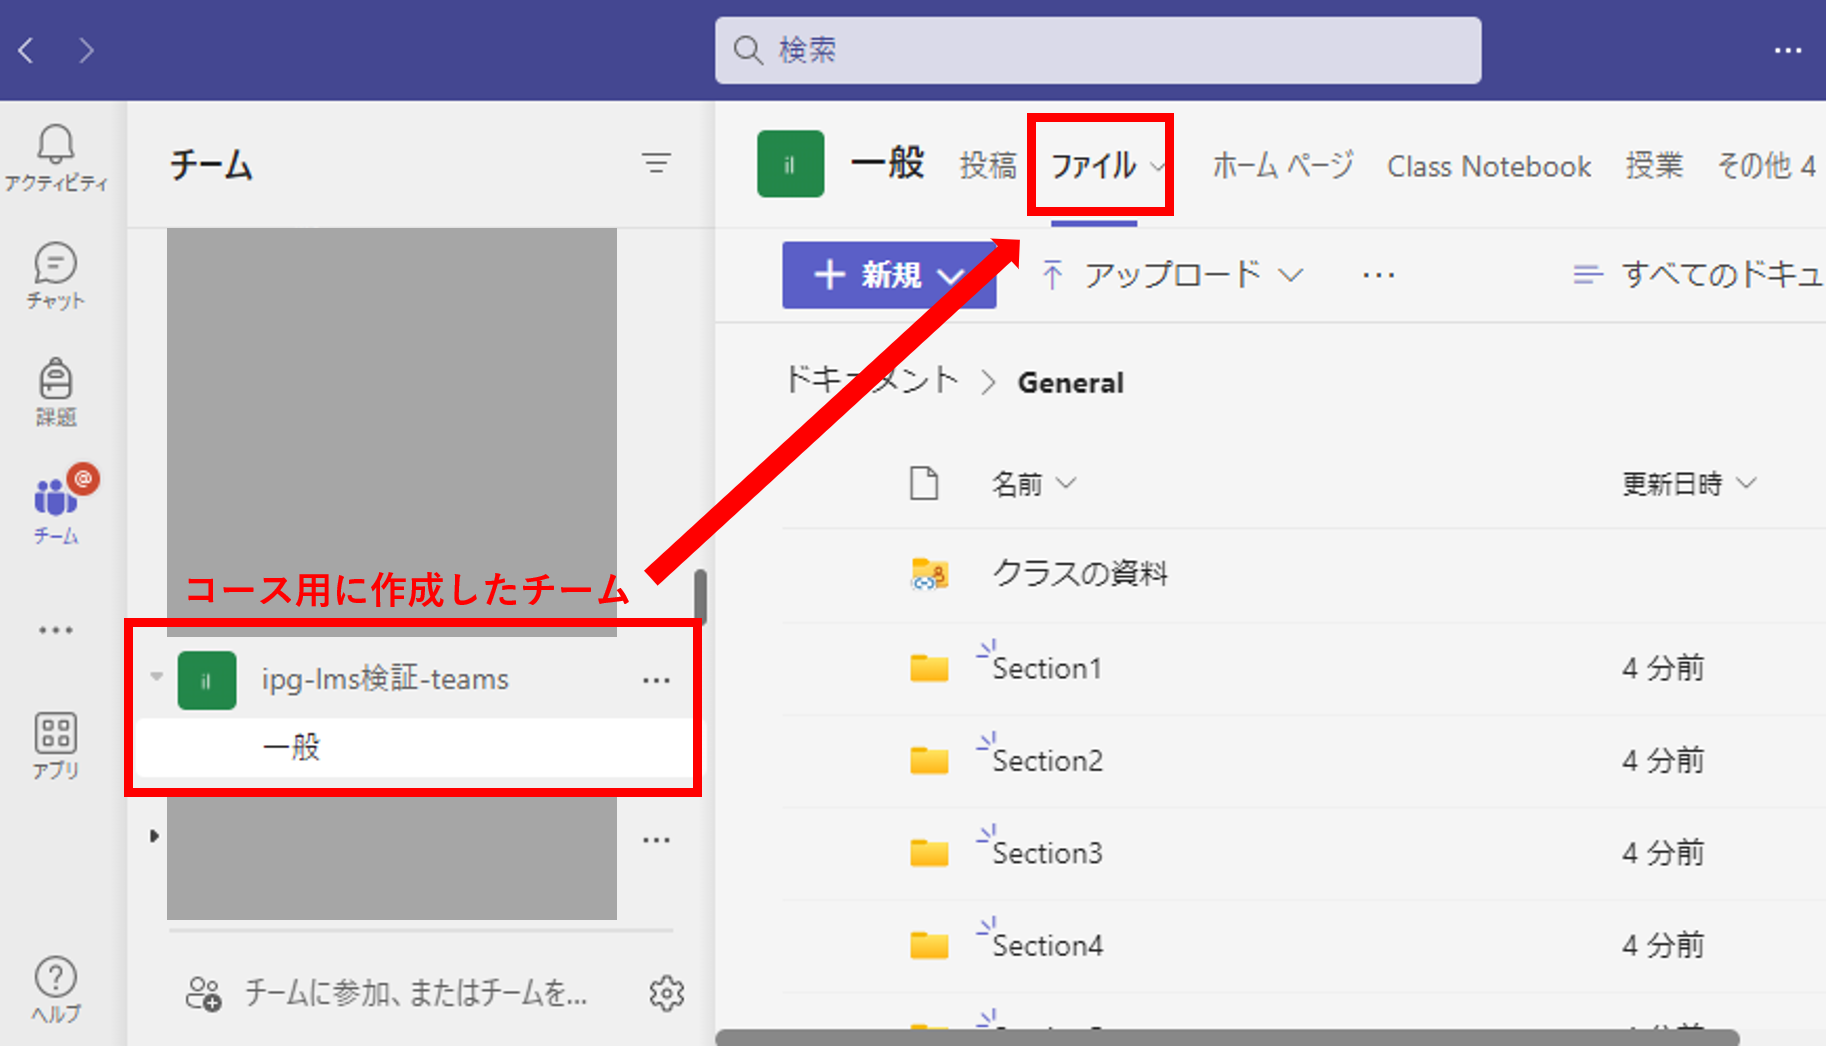 検索
アクティビティ
チャット
課題
@
チーム
アプリ
ヘルプ
チーム
コース用に作成したチーム
il
ipg-lms検証-teams
一般
チームに参加、またはチームを...
il
一般
投稿
ファイル
ホーム ページ
Class Notebook
授業
その他 4
新規
アップロード
すべてのドキュ
ドキュメント > General
名前
更新日時
クラスの資料
Section1
4 分前
Section2
4 分前
Section3
4 分前
Section4
4 分前